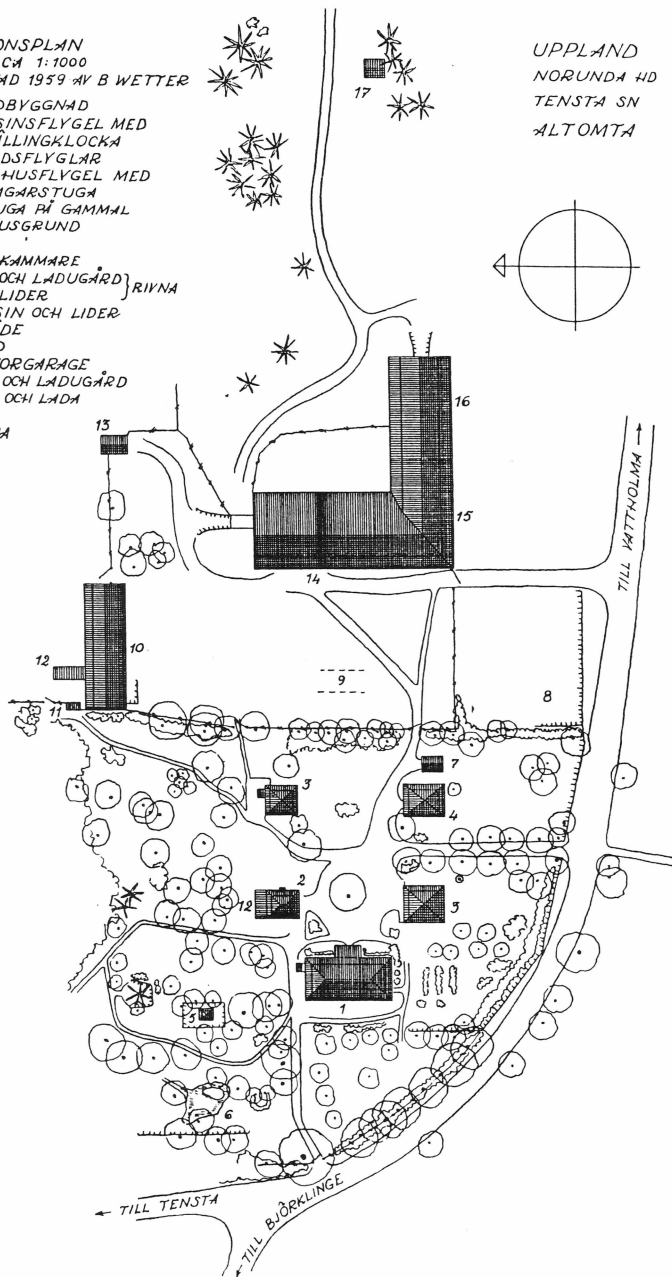 ONSPLAN
CA 1:1000
AD 1959 AV B WETTER
DBYGGNAD
SINSFLYGEL MED
ÄLLINGKLOCKA
DSFLYGLAR
HUSFLYGEL MED
GARSTUGA
UGA PÅ GAMMAL
USGRUND
KAMMARE
OCH LADUGÅRD
LIDER
} RIVNA
SIN OCH LIDER
DE
D
ORGARAGE
OCH LADUGÅRD
OCH LADA
A
UPPLAND
NORUNDA HD
TENSTA SN
ALTOMTA
17
16
13
15
14
TILL VATTHOLMA
12
10
9
8
11
7
3
4
2
12
3
1
5
6
TILL TENSTA
TILL BJÖRKLINGE